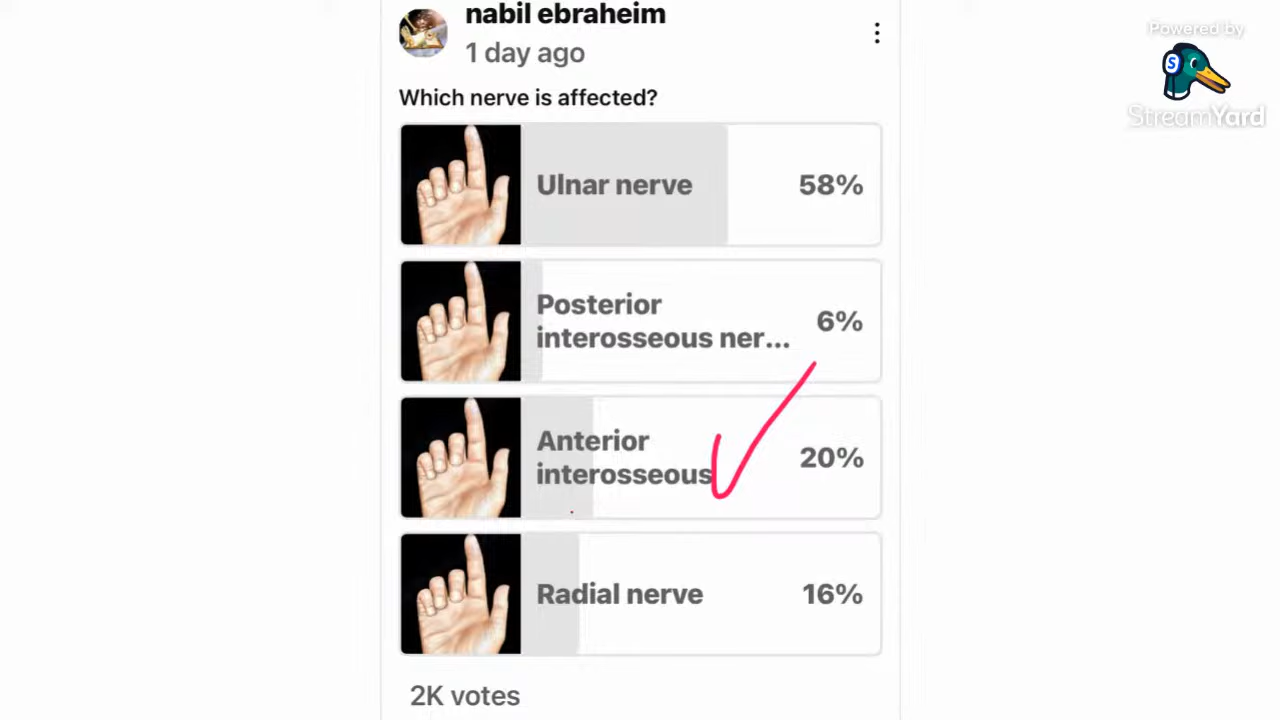 nabil ebraheim
1 day ago
Powered by
StreamYard
Which nerve is affected?
Ulnar nerve 58%
Posterior
interosseous ner... 6%
Anterior
interosseous 20%
Radial nerve 16%
2K votes